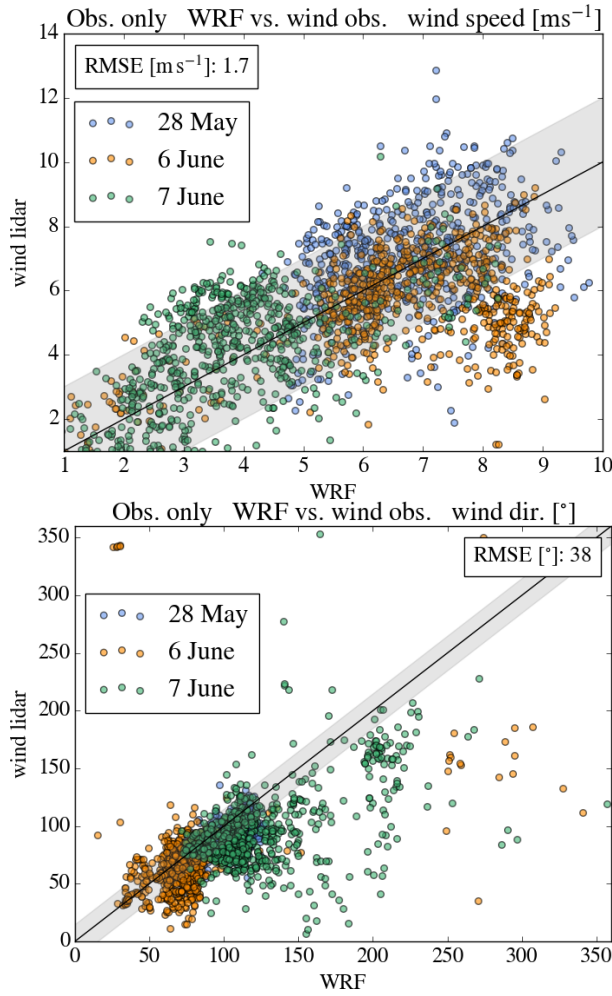 Obs. only WRF vs. wind obs. wind speed [ms⁻¹]
14
RMSE [m s⁻¹]: 1.7
12
28 May
6 June
7 June
10
8
6
4
2
wind lidar
1 2 3 4 5 6 7 8 9 10
WRF
Obs. only WRF vs. wind obs. wind dir. [°]
350
RMSE [°]: 38
300
28 May
6 June
7 June
250
200
150
100
50
0
wind lidar
0 50 100 150 200 250 300 350
WRF